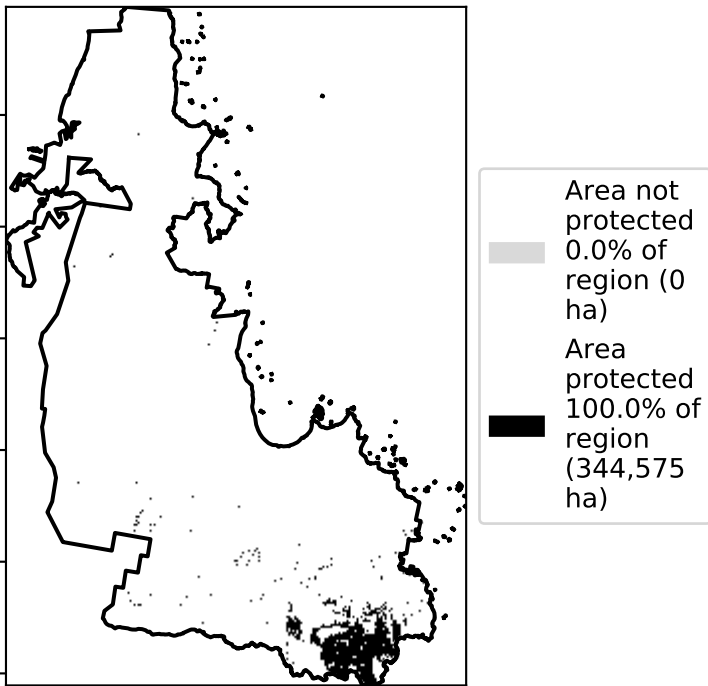 Area not
protected
0.0% of
region (0
ha)
Area
protected
100.0% of
region
(344,575
ha)